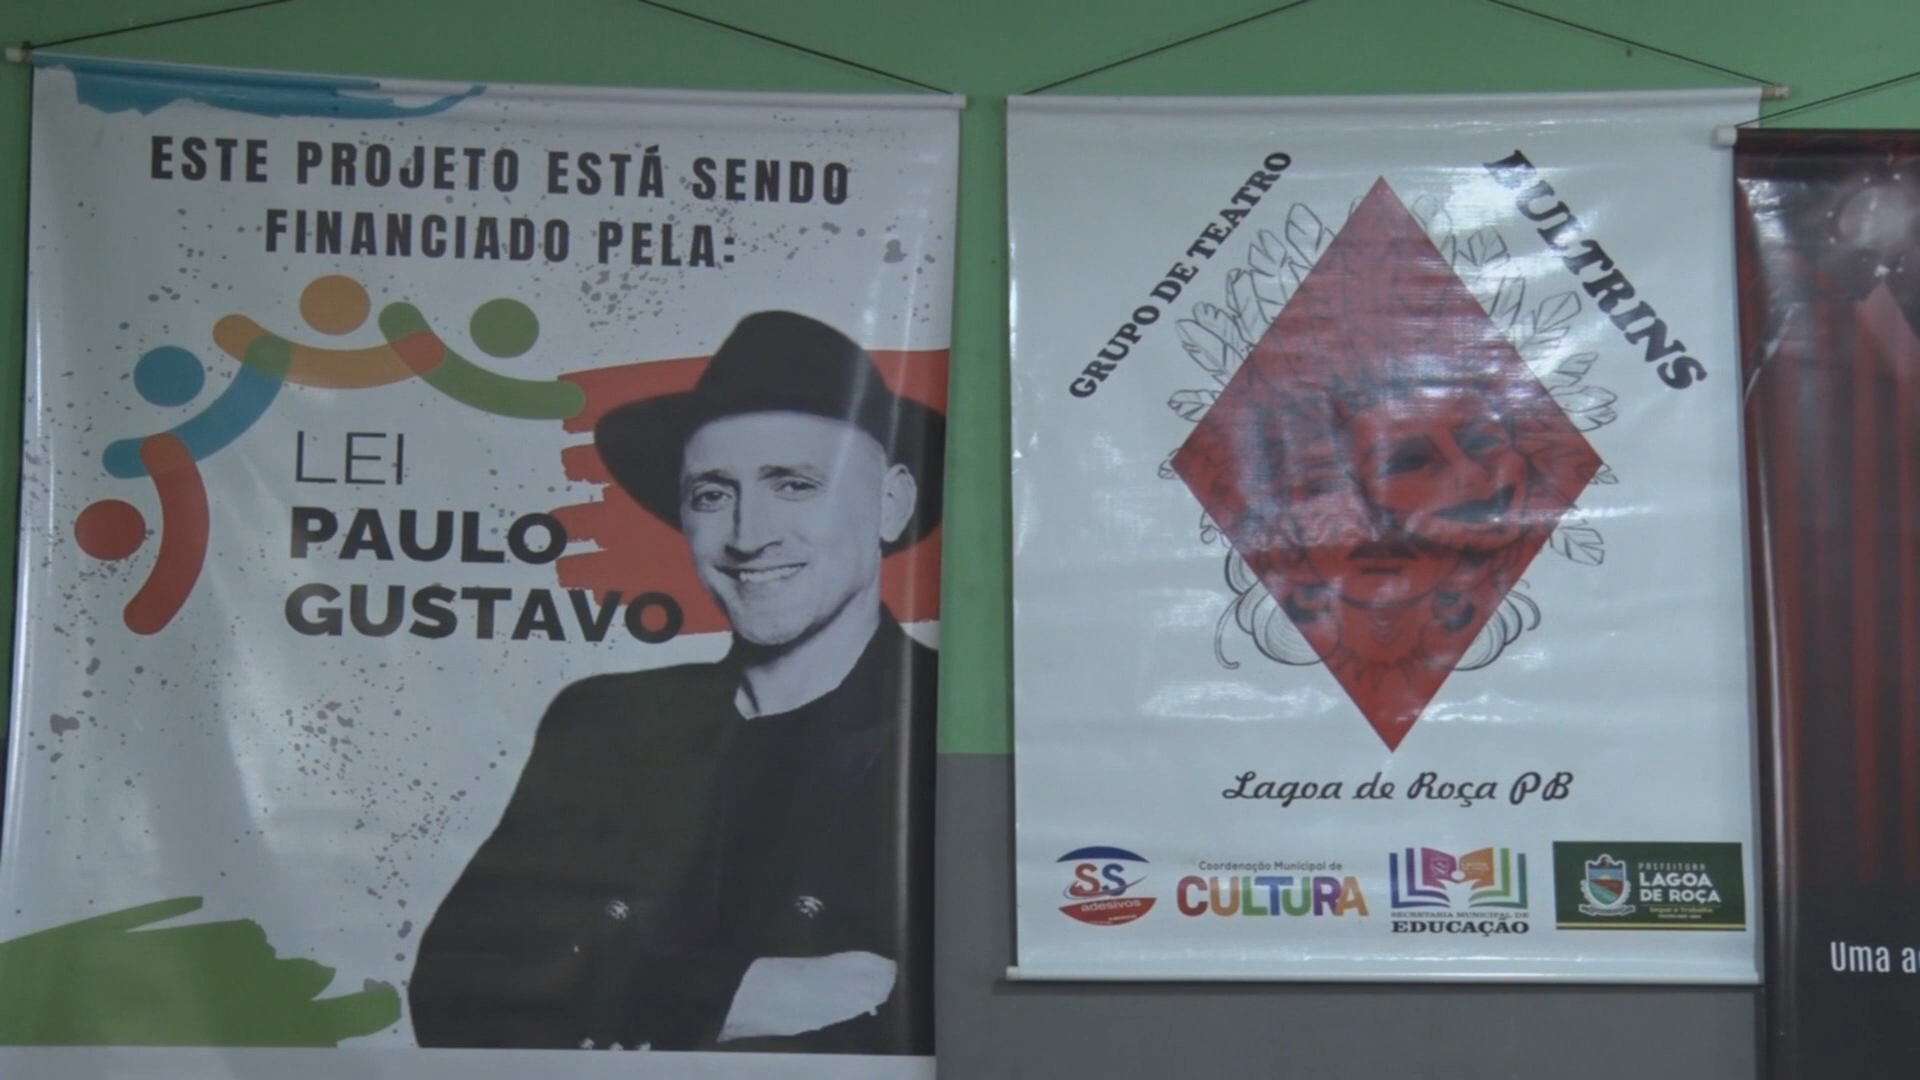 ESTE PROJETO ESTÁ SENDO
FINANCIADO PELA:
LEI
PAULO
GUSTAVO
GRUPO DE TEATRO
BULTRINS
Lagoa de Roça PB
SS
adesivos
Coordenação Municipal de
CULTURA
SECRETARIA MUNICIPAL DE
EDUCAÇÃO
PREFEITURA
LAGOA
DE ROÇA
Uma a